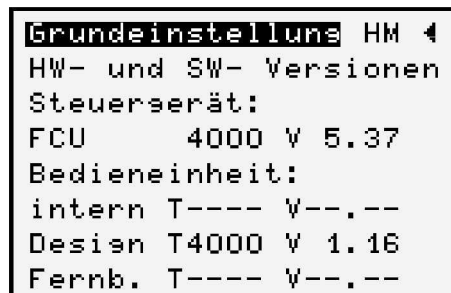 Grundeinstellung HM
HW- und SW- Versionen
Steuergerät:
FCU 4000 V 5.37
Bedieneinheit:
intern T---- V--.--
Design T4000 V 1.16
Fernb. T---- V--.--